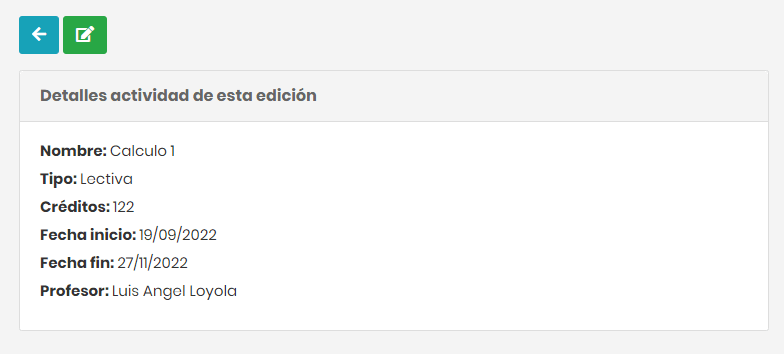 Detalles actividad de esta edición
Nombre: Calculo 1
Tipo: Lectiva
Créditos: 122
Fecha inicio: 19/09/2022
Fecha fin: 27/11/2022
Profesor: Luis Angel Loyola